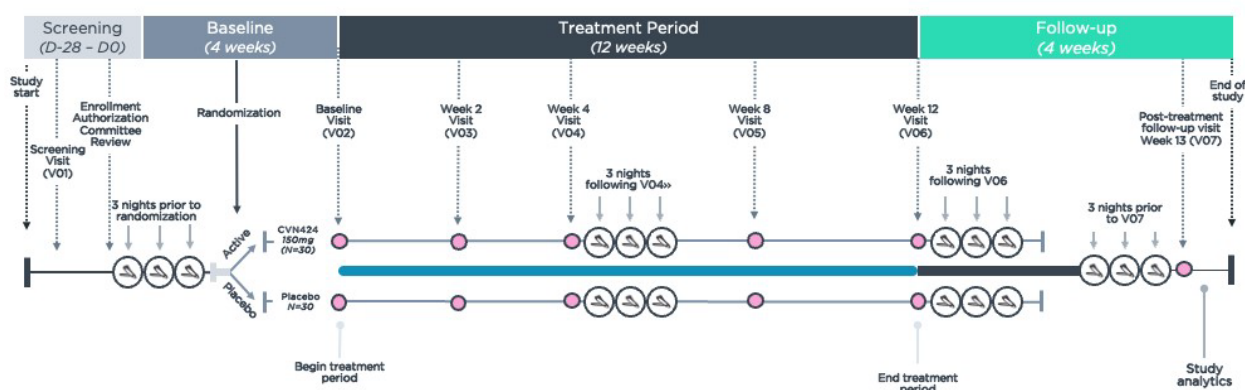 Screening
(D-28 – D0)
Baseline
(4 weeks)
Treatment Period
(12 weeks)
Follow-up
(4 weeks)
Study
start
Screening
Visit
(V01)
Enrollment
Authorization
Committee
Review
Randomization
Baseline
Visit
(V02)
Week 2
Visit
(V03)
Week 4
Visit
(V04)
Week 8
Visit
(V05)
Week 12
Visit
(V06)
Post-treatment
follow-up visit
Week 13 (V07)
End of
study
3 nights prior to
randomization
3 nights
following V04»
3 nights
following V06
3 nights prior
to V07
Active
CVN424
150mg
(N=30)
Placebo
Placebo
N=30
Begin treatment
period
End treatment
period
Study
analytics